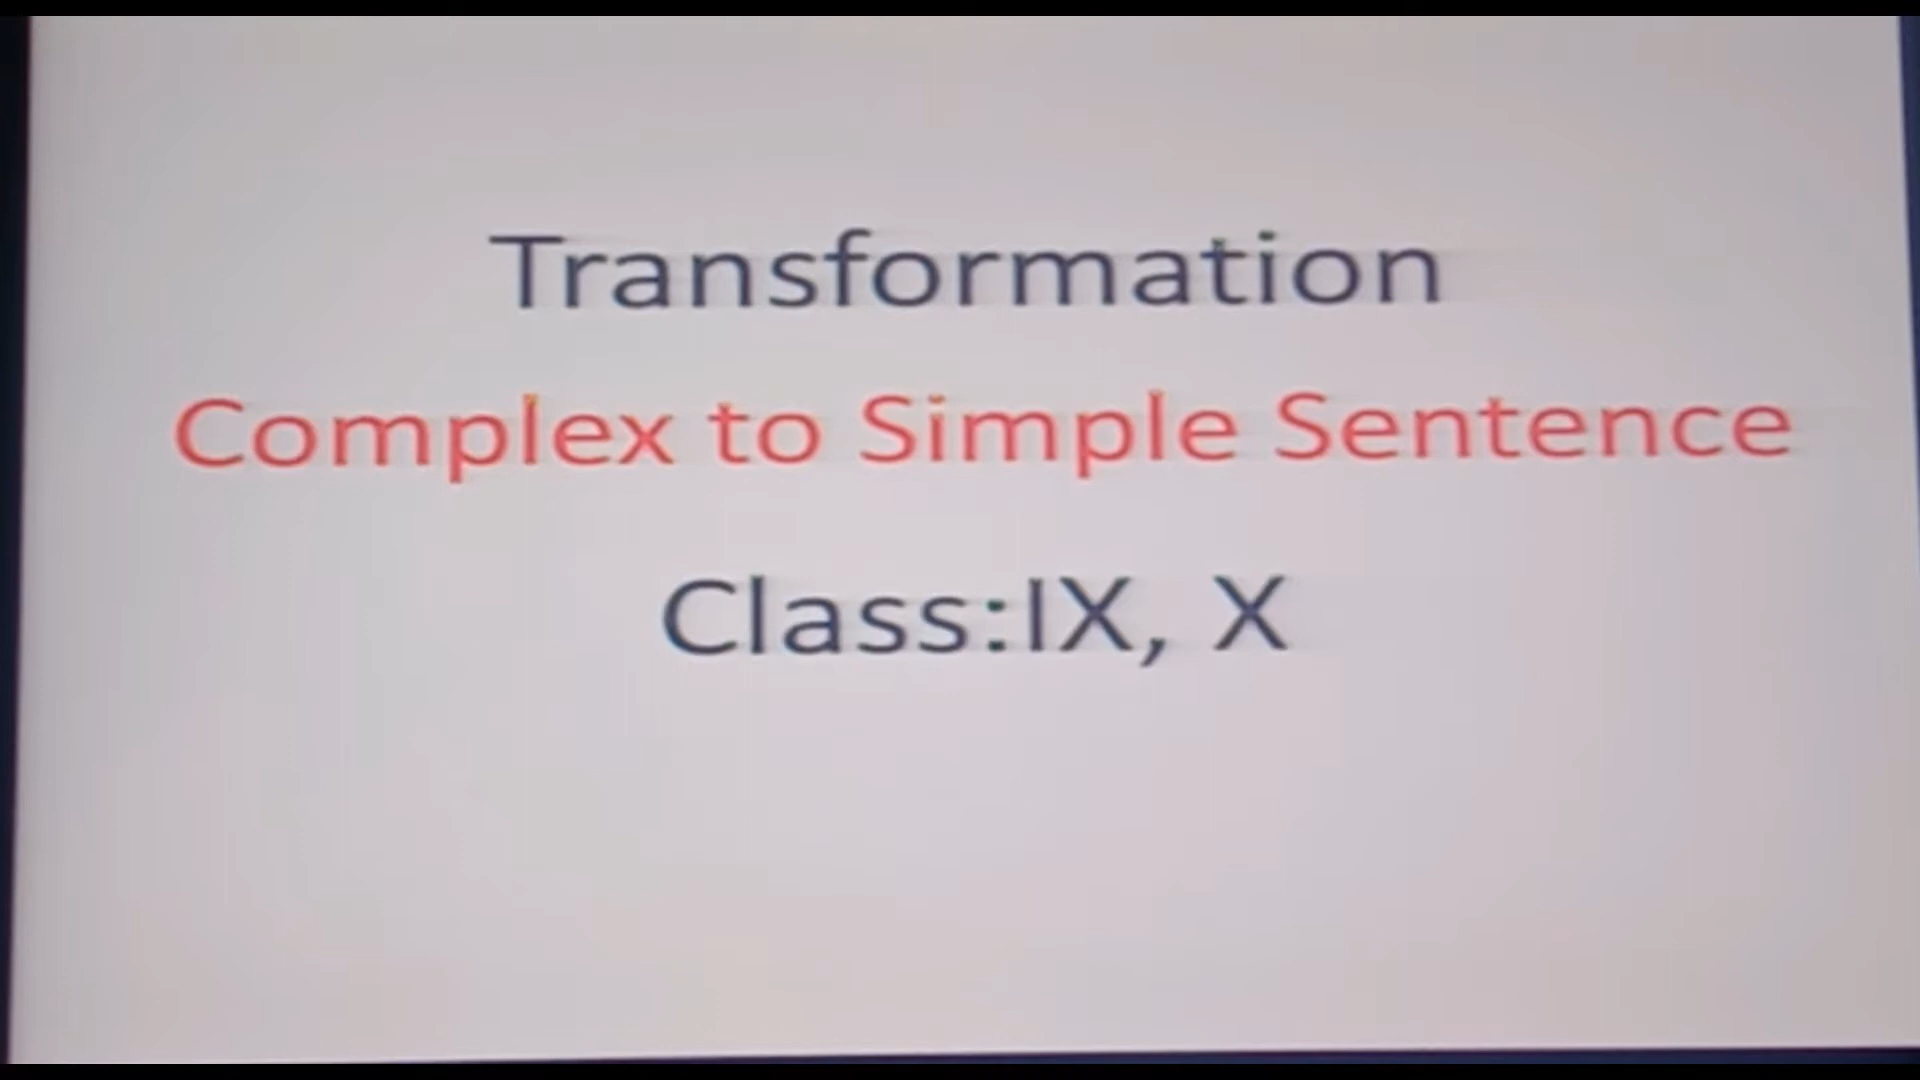 Transformation
Complex to Simple Sentence
Class:IX, X